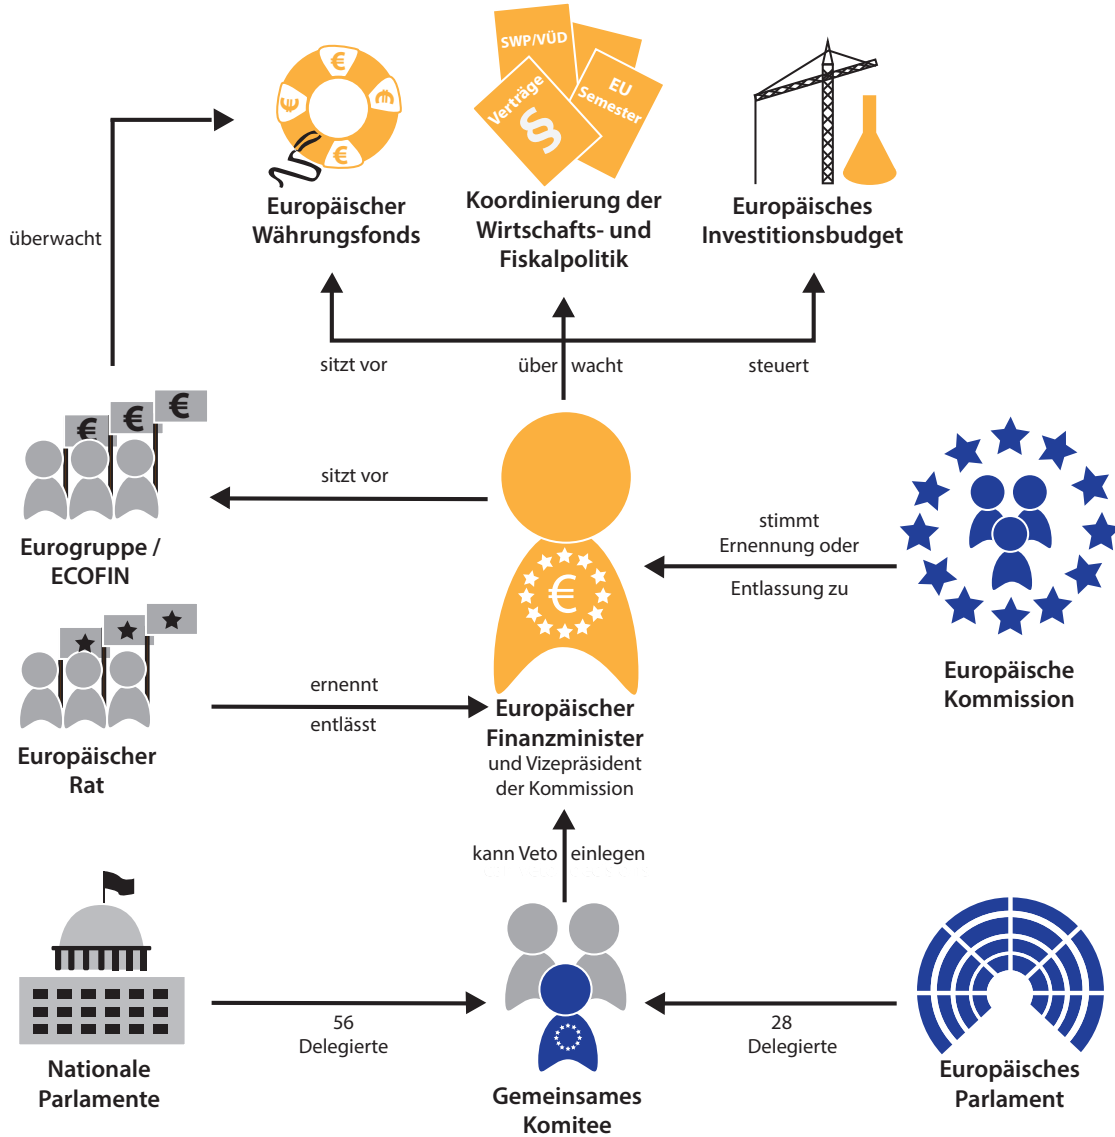 SWP/VÜD
EU
Semester
Verträge
§
€
€
€
€
Europäischer
Währungsfonds
Koordinierung der
Wirtschafts- und
Fiskalpolitik
Europäisches
Investitionsbudget
überwacht
sitzt vor
über wacht
steuert
€
€
€
sitzt vor
Eurogruppe /
ECOFIN
stimmt
Ernennung oder
Entlassung zu
€
Europäische
Kommission
ernennt
entlässt
Europäischer
Rat
Europäischer
Finanzminister
und Vizepräsident
der Kommission
kann Veto einlegen
56
Delegierte
28
Delegierte
Nationale
Parlamente
Gemeinsames
Komitee
Europäisches
Parlament